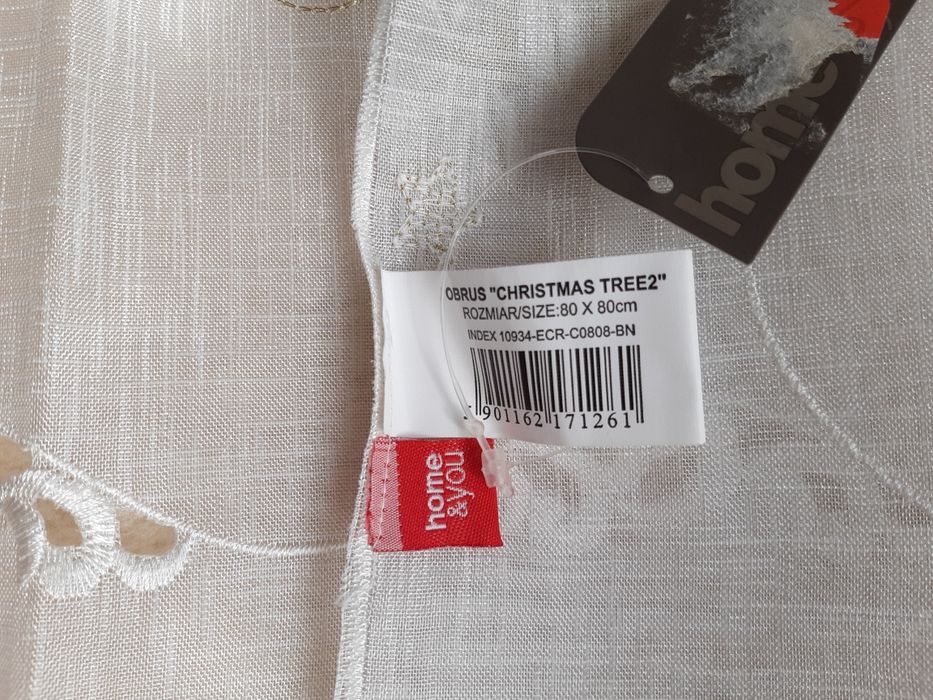 home
OBRUS "CHRISTMAS TREE2"
ROZMIAR/SIZE:80 X 80cm
INDEX 10934-ECR-C0808-BN
901162 171261
home
&you